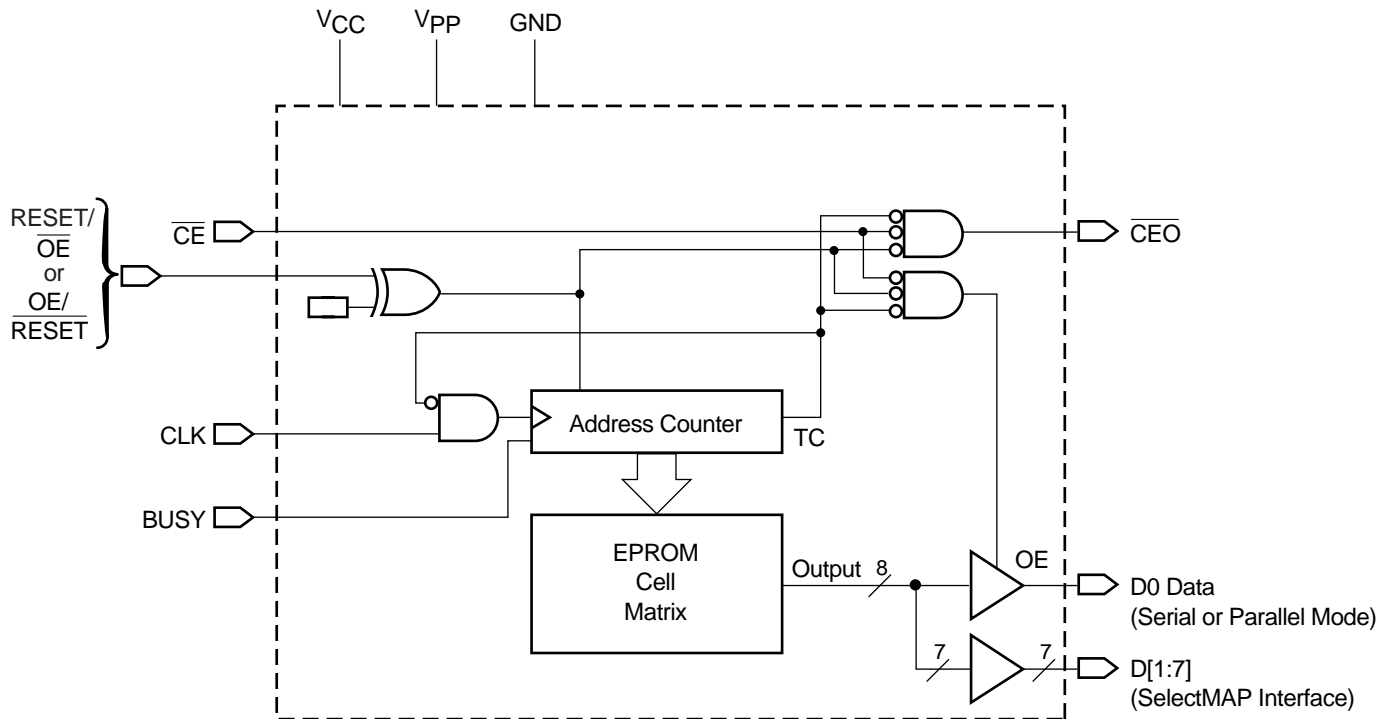 VCC
VPP
GND
RESET/
OE
or
OE/
RESET
CE
CEO
CLK
Address Counter
TC
BUSY
EPROM
Cell
Matrix
Output
8
OE
D0 Data
(Serial or Parallel Mode)
7
7
D[1:7]
(SelectMAP Interface)